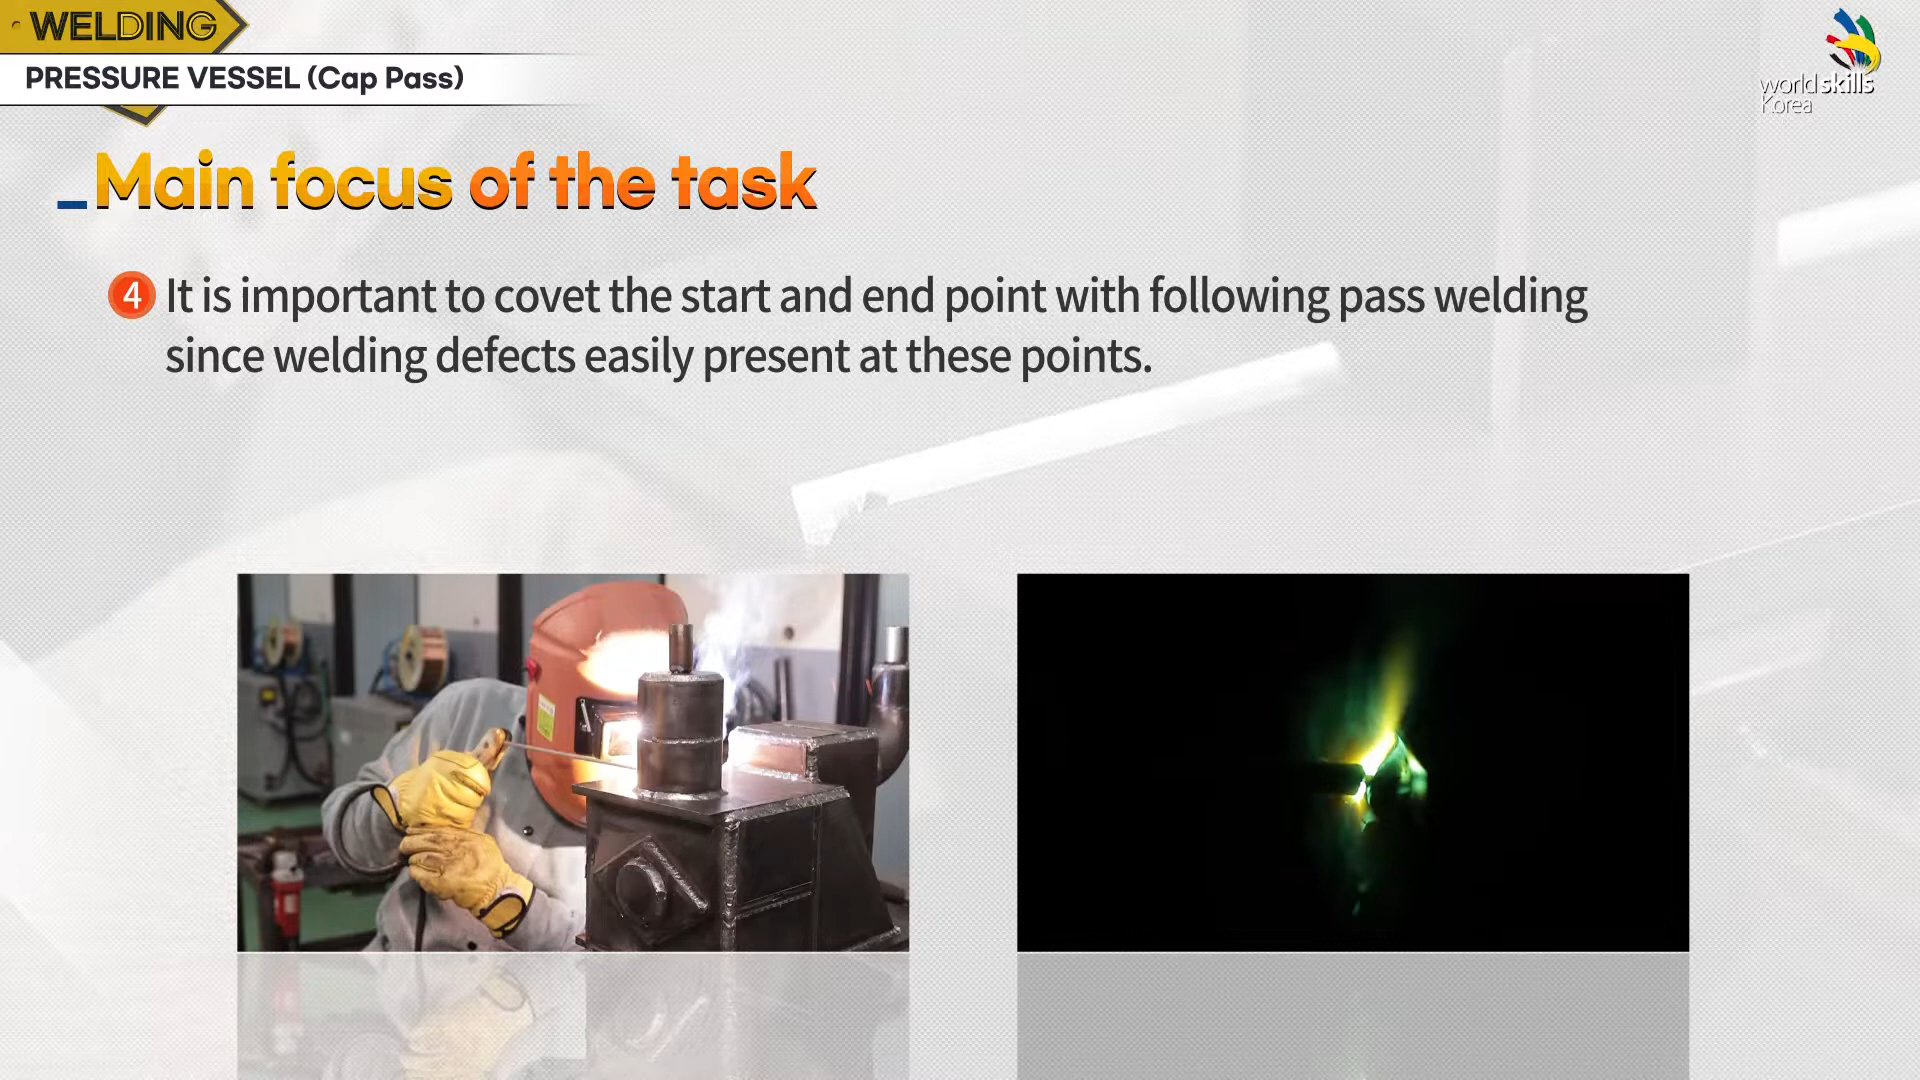 WELDING
PRESSURE VESSEL (Cap Pass)
world skills
Korea
Main focus of the task
4 It is important to covet the start and end point with following pass welding
since welding defects easily present at these points.